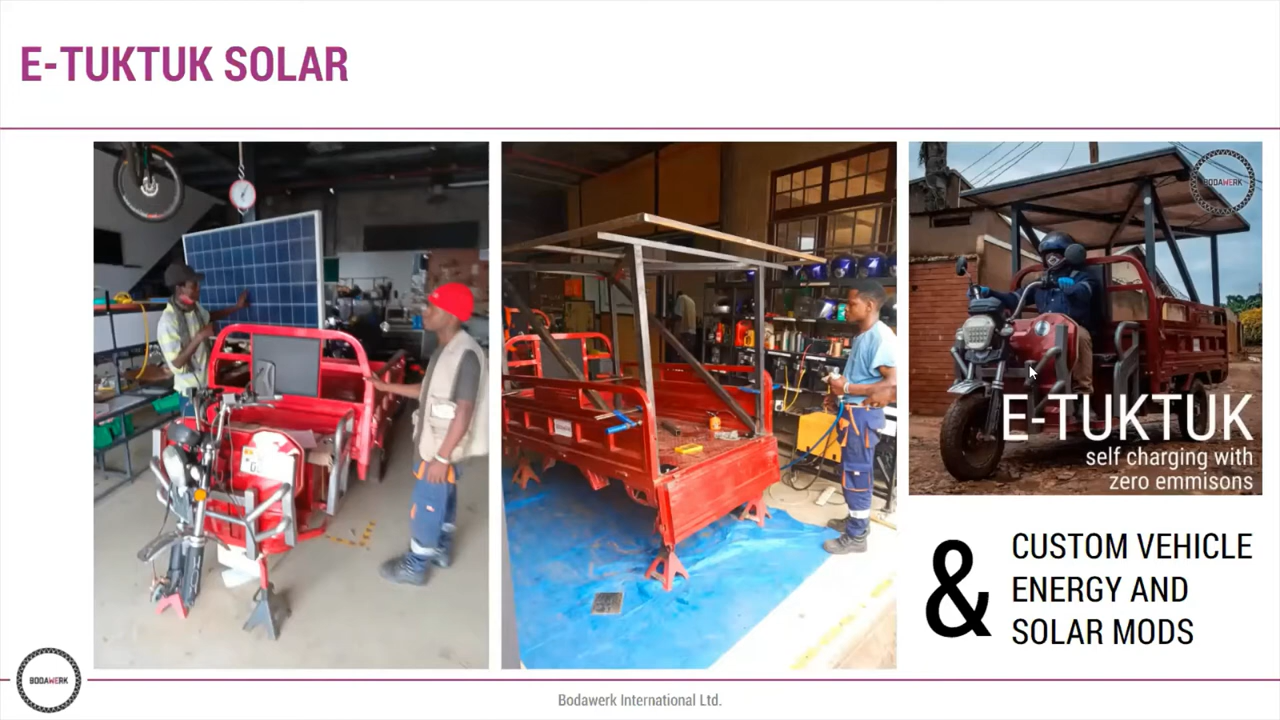 E-TUKTUK SOLAR
BODAWERK
E-TUKTUK
self charging with
zero emmisons
&
CUSTOM VEHICLE
ENERGY AND
SOLAR MODS
BODAWERK
Bodawerk International Ltd.